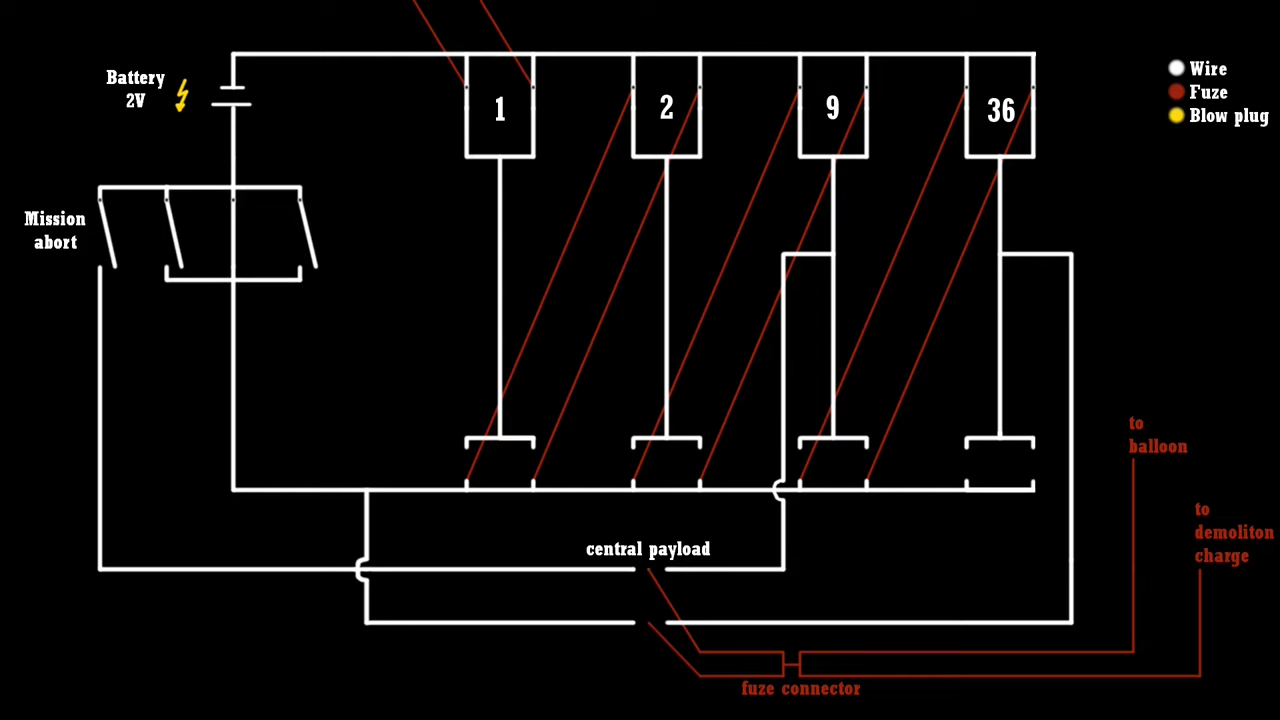 Battery
2V
Mission
abort
1
2
9
36
Wire
Fuze
Blow plug
to
balloon
to
demoliton
charge
central payload
fuze connector